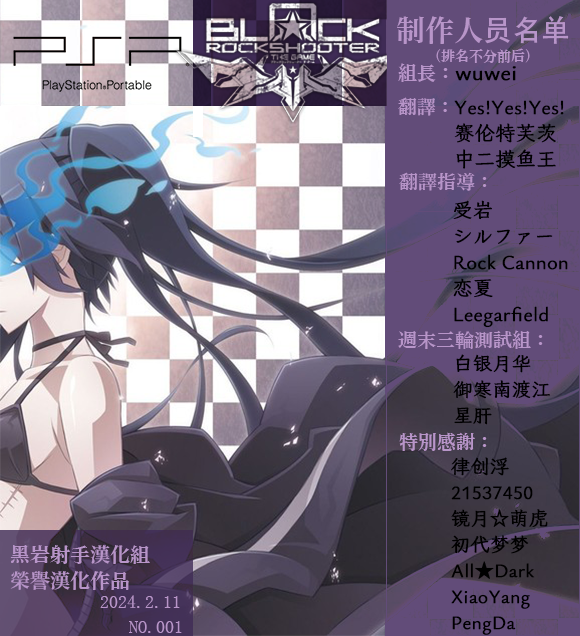 PSP
PlayStation®Portable
BLACK
ROCKSHOOTER
THE GAME
制作人员名单
(排名不分前后)
組長：wuwei
翻譯：Yes!Yes!Yes!
赛伦特芙茨
中二摸鱼王
翻譯指導：
受岩
シルファー
Rock Cannon
恋夏
Leegarfield
週末三輪測試組：
白银月华
御寒南渡江
星肝
特別感謝：
律创浮
21537450
镜月☆萌虎
初代梦梦
All★Dark
XiaoYang
PengDa
黑岩射手漢化組
榮譽漢化作品
2024.2.11
NO.001